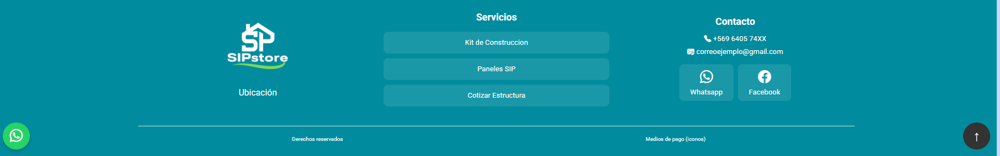 SP
SIPstore
Ubicación
Servicios
Kit de Construccion
Paneles SIP
Cotizar Estructura
Contacto
+569 6405 74XX
correoejemplo@gmail.com
Whatsapp
Facebook
Derechos reservados
Medios de pago (iconos)
↑